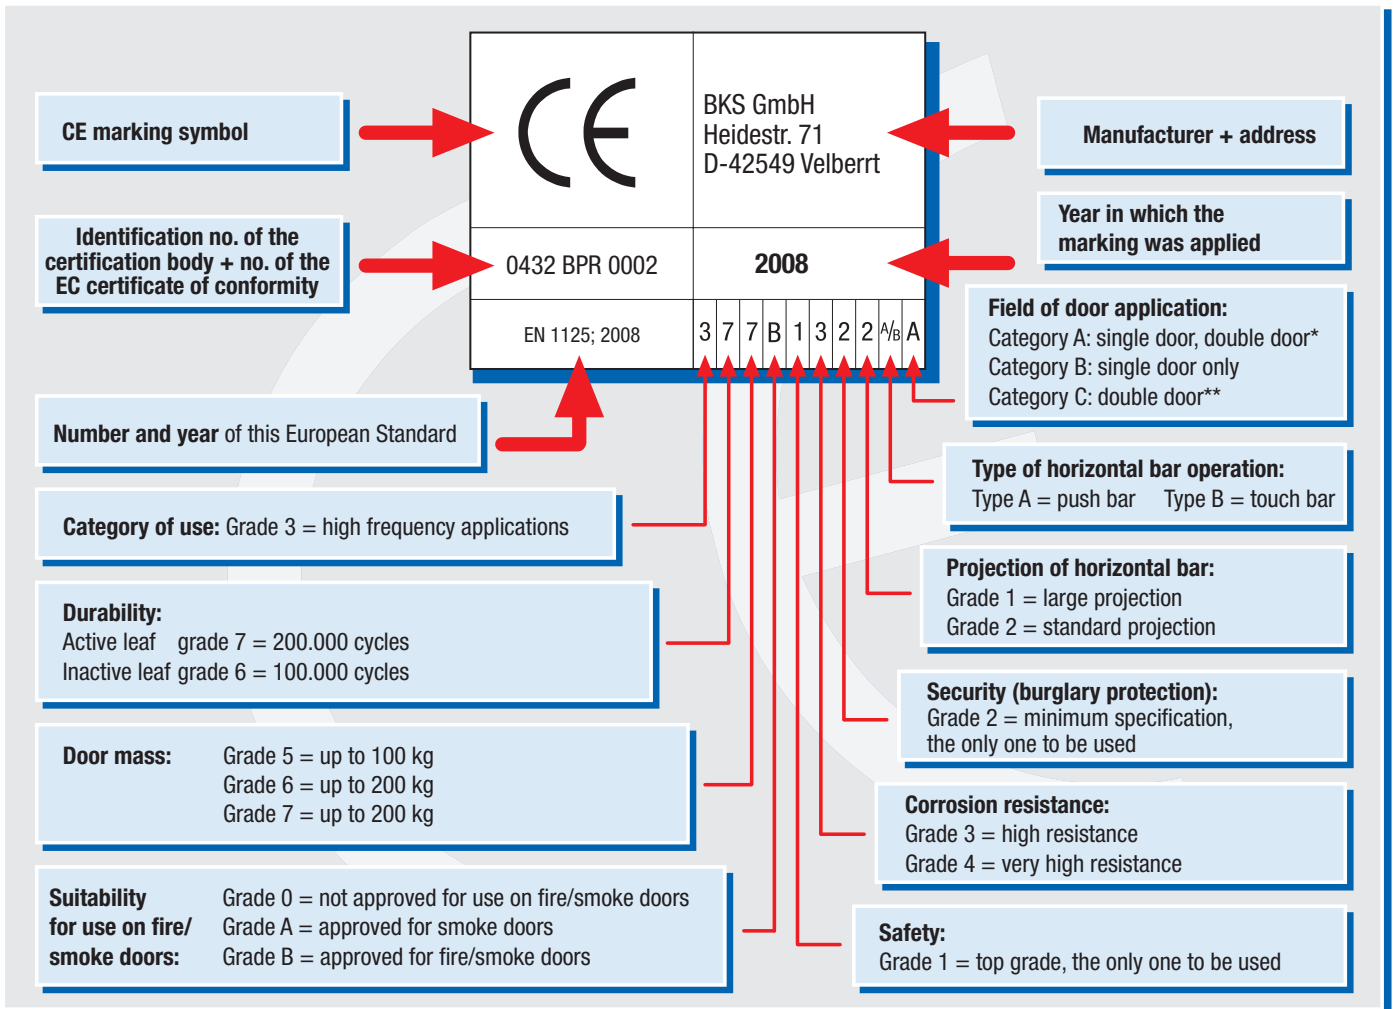 CE
BKS GmbH
Heidestr. 71
D-42549 Velberrt
CE marking symbol
Manufacturer + address
Identification no. of the
certification body + no. of the
EC certificate of conformity
0432 BPR 0002
2008
Year in which the
marking was applied
EN 1125; 2008
3 7 7 B 1 3 2 2 A/B A
Field of door application:
Category A: single door, double door*
Category B: single door only
Category C: double door**
Number and year of this European Standard
Type of horizontal bar operation:
Type A = push bar Type B = touch bar
Category of use: Grade 3 = high frequency applications
Projection of horizontal bar:
Grade 1 = large projection
Grade 2 = standard projection
Durability:
Active leaf grade 7 = 200.000 cycles
Inactive leaf grade 6 = 100.000 cycles
Security (burglary protection):
Grade 2 = minimum specification,
the only one to be used
Door mass: Grade 5 = up to 100 kg
Grade 6 = up to 200 kg
Grade 7 = up to 200 kg
Corrosion resistance:
Grade 3 = high resistance
Grade 4 = very high resistance
Suitability Grade 0 = not approved for use on fire/smoke doors
for use on fire/ Grade A = approved for smoke doors
smoke doors: Grade B = approved for fire/smoke doors
Safety:
Grade 1 = top grade, the only one to be used